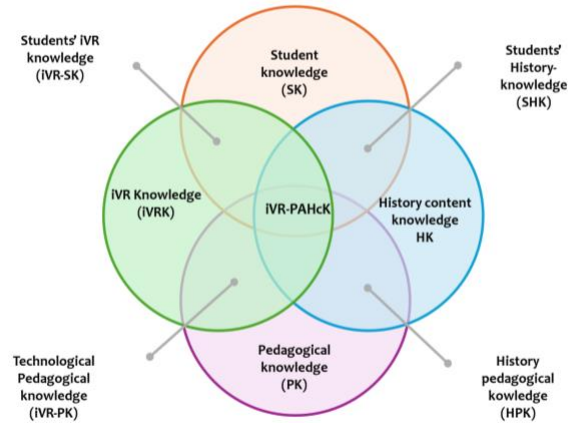 Students' iVR
knowledge
(iVR-SK)
Student
knowledge
(SK)
Students'
History-
knowledge
(SHK)
iVR Knowledge
(iVRK)
iVR-PAHcK
History content
knowledge
HK
Technological
Pedagogical
knowledge
(iVR-PK)
Pedagogical
knowledge
(PK)
History
pedagogical
kowledge
(HPK)